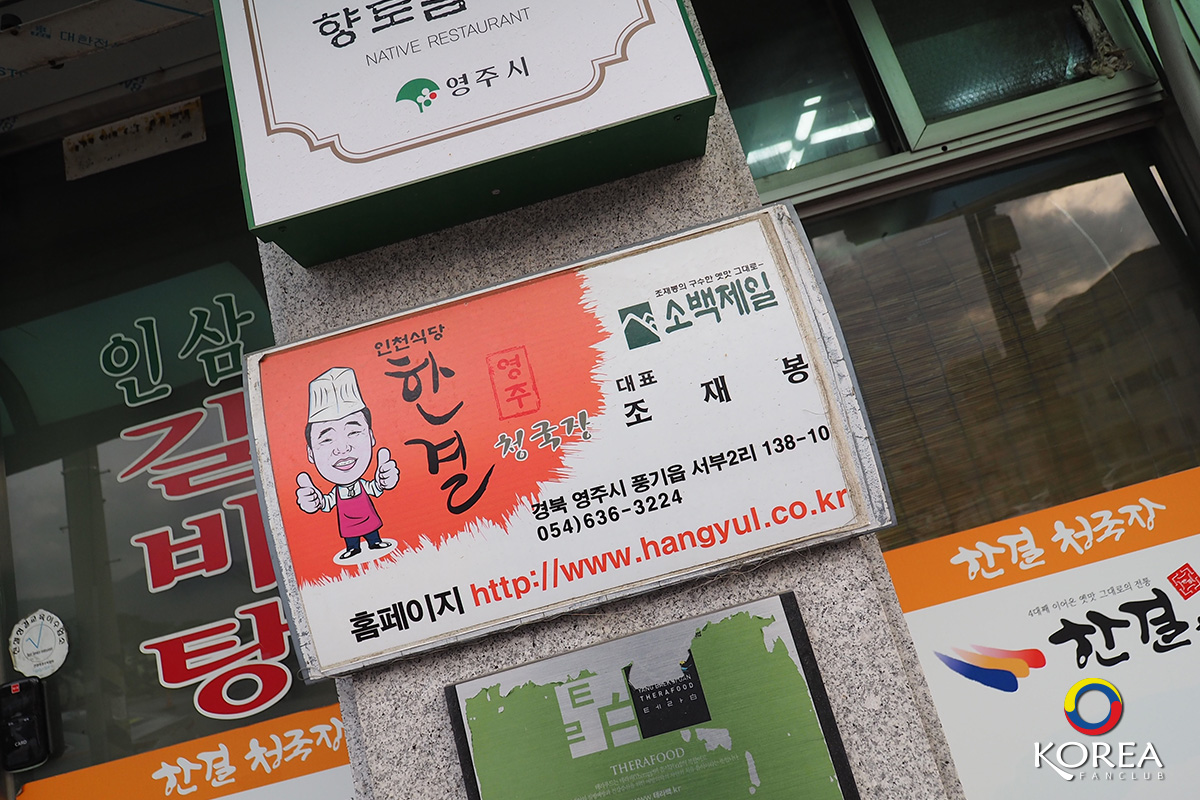 NATIVE RESTAURANT
영주시
인삼
갈비탕
조재봉의 구수한 옛맛 그대로~
소백제일
인천식당
한결
영주
청국장
대표
조재봉
경북 영주시 풍기읍 서부2리 138-10
054)636-3224
홈페이지 http://www.hangyul.co.kr
한결 청국장
한결 청국장
4대째 이어온 옛맛 그대로의 전통
한결
THERAFOOD
테라푸드
THERAFOOD
KOREA
FANCLUB